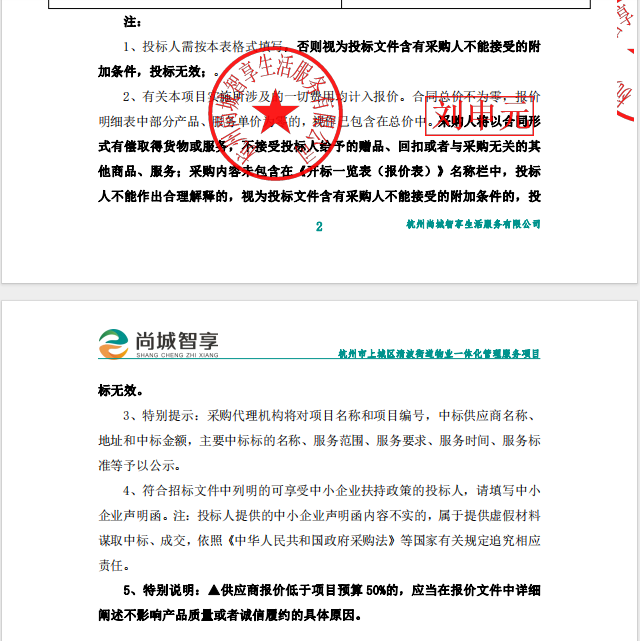 注：
1、投标人需按本表格式填写，否则视为投标文件含有采购人不能接受的附
加条件，投标无效；。
2、有关本项目实施所涉及的一切费用均计入报价。合同总价不为零，报价
明细表中部分产品、服务单价为零的，视作已包含在总价中。采购人将以合同形
式有偿取得货物或服务，不接受投标人给予的赠品、回扣或者与采购无关的其
他商品、服务；采购内容未包含在《开标一览表（报价表）》名称栏中，投标
人不能作出合理解释的，视为投标文件含有采购人不能接受的附加条件的，投
杭州尚城智享生活服务有限公司
刘申元
2
杭州尚城智享生活服务有限公司
尚城智享
SHANG CHENG ZHI XIANG
杭州市上城区清波街道物业一体化管理服务项目
标无效。
3、特别提示：采购代理机构将对项目名称和项目编号，中标供应商名称、
地址和中标金额，主要中标标的名称、服务范围、服务要求、服务时间、服务标
准等予以公示。
4、符合招标文件中列明的可享受中小企业扶持政策的投标人，请填写中小
企业声明函。注：投标人提供的中小企业声明函内容不实的，属于提供虚假材料
谋取中标、成交，依照《中华人民共和国政府采购法》等国家有关规定追究相应
责任。
5、特别说明：▲供应商报价低于项目预算 50%的，应当在报价文件中详细
阐述不影响产品质量或者诚信履约的具体原因。